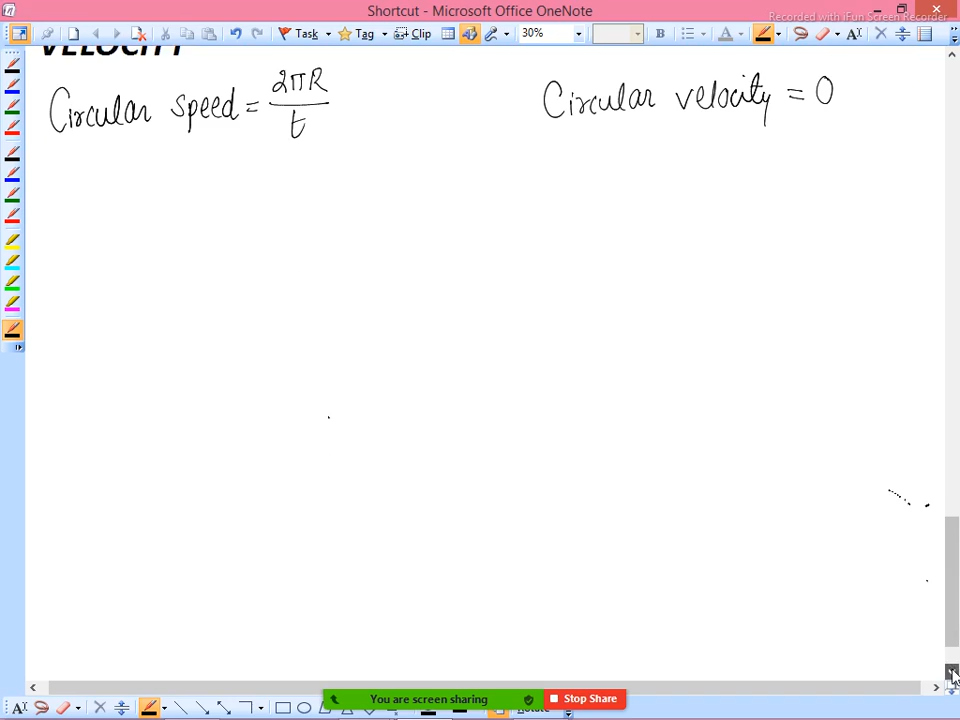 Shortcut - Microsoft Office OneNote
Recorded with iFun Screen Recorder
Task Tag Clip 30% B A
VELOCITY
Circular speed = 2πR / t
Circular velocity = 0
You are screen sharing Stop Share